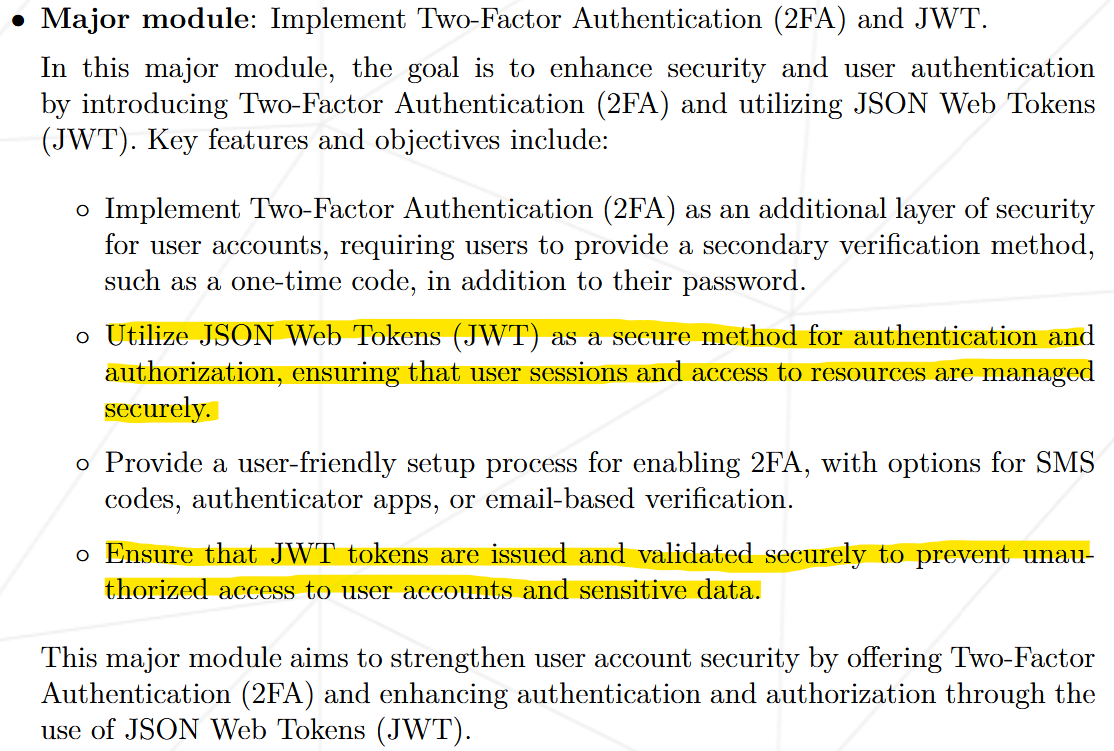 • Major module: Implement Two-Factor Authentication (2FA) and JWT.
In this major module, the goal is to enhance security and user authentication
by introducing Two-Factor Authentication (2FA) and utilizing JSON Web Tokens
(JWT). Key features and objectives include:
◦ Implement Two-Factor Authentication (2FA) as an additional layer of security
for user accounts, requiring users to provide a secondary verification method,
such as a one-time code, in addition to their password.
◦ Utilize JSON Web Tokens (JWT) as a secure method for authentication and
authorization, ensuring that user sessions and access to resources are managed
securely.
◦ Provide a user-friendly setup process for enabling 2FA, with options for SMS
codes, authenticator apps, or email-based verification.
◦ Ensure that JWT tokens are issued and validated securely to prevent unau-
thorized access to user accounts and sensitive data.
This major module aims to strengthen user account security by offering Two-Factor
Authentication (2FA) and enhancing authentication and authorization through the
use of JSON Web Tokens (JWT).